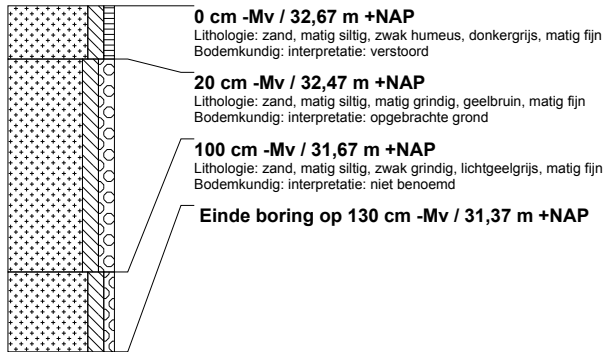 0 cm -Mv / 32,67 m +NAP
Lithologie: zand, matig siltig, zwak humeus, donkergrijs, matig fijn
Bodemkundig: interpretatie: verstoord
20 cm -Mv / 32,47 m +NAP
Lithologie: zand, matig siltig, matig grindig, geelbruin, matig fijn
Bodemkundig: interpretatie: opgebrachte grond
100 cm -Mv / 31,67 m +NAP
Lithologie: zand, matig siltig, zwak grindig, lichtgeelgrijs, matig fijn
Bodemkundig: interpretatie: niet benoemd
Einde boring op 130 cm -Mv / 31,37 m +NAP